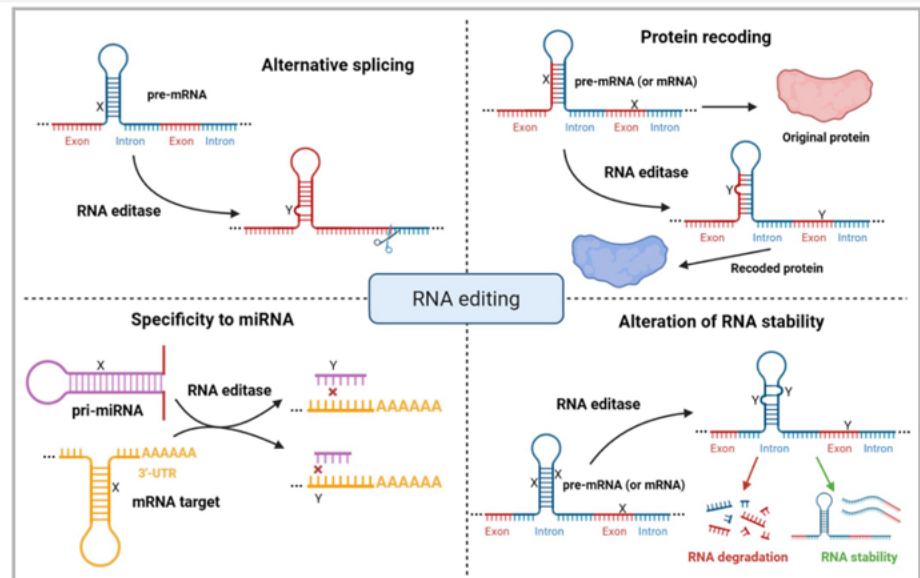 Alternative splicing
X
pre-mRNA
Exon Intron Exon Intron
RNA editase
Y
Protein recoding
X
pre-mRNA (or mRNA)
X
Exon Intron Exon Intron
Original protein
RNA editase
Y
Y
Exon Intron Exon Intron
Recoded protein
RNA editing
Specificity to miRNA
X
pri-miRNA
RNA editase
Y
X
... AAAAAA
... AAAAAA
3'-UTR
X
mRNA target
X
... AAAAAA
Y
Alteration of RNA stability
RNA editase
X X
pre-mRNA (or mRNA)
X
Exon Intron Exon Intron
Y Y
Y
Exon Intron Exon Intron
RNA degradation RNA stability